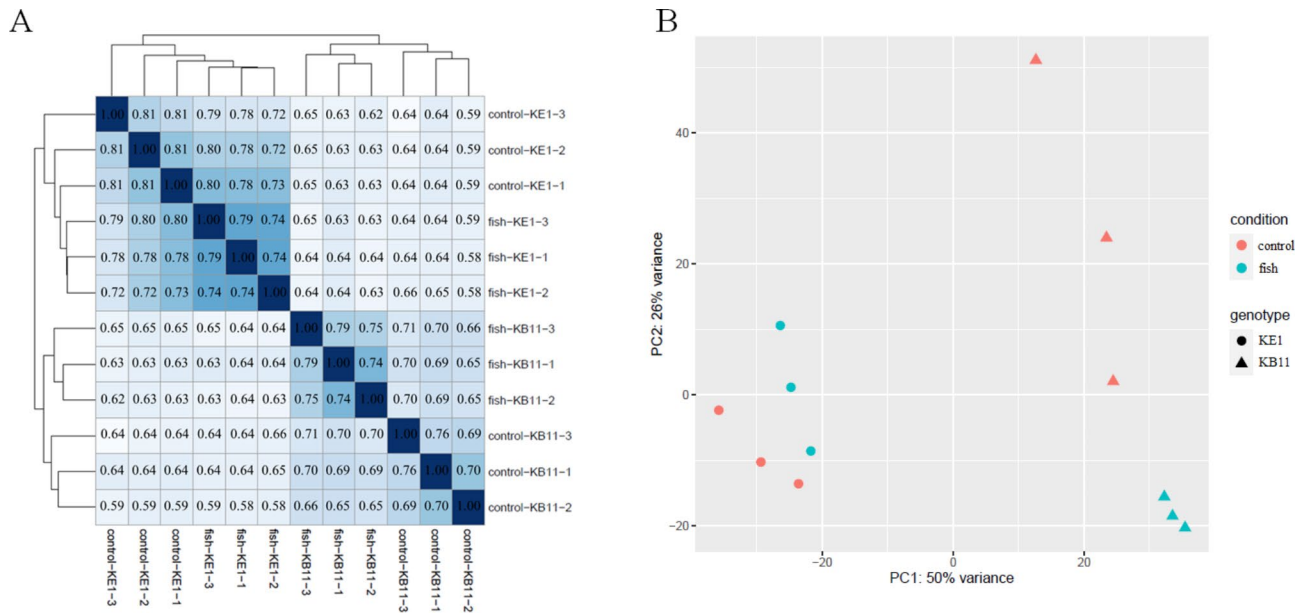 A
1.00 0.81 0.81 0.79 0.78 0.72 0.65 0.63 0.62 0.64 0.64 0.59 control-KE1-3
0.81 1.00 0.81 0.80 0.78 0.72 0.65 0.63 0.63 0.64 0.64 0.59 control-KE1-2
0.81 0.81 1.00 0.80 0.78 0.73 0.65 0.63 0.63 0.64 0.64 0.59 control-KE1-1
0.79 0.80 0.80 1.00 0.79 0.74 0.65 0.63 0.63 0.64 0.64 0.59 fish-KE1-3
0.78 0.78 0.78 0.79 1.00 0.74 0.64 0.64 0.64 0.64 0.64 0.58 fish-KE1-1
0.72 0.72 0.73 0.74 0.74 1.00 0.64 0.64 0.63 0.66 0.65 0.58 fish-KE1-2
0.65 0.65 0.65 0.65 0.64 0.64 1.00 0.79 0.75 0.71 0.70 0.66 fish-KB11-3
0.63 0.63 0.63 0.63 0.64 0.64 0.79 1.00 0.74 0.70 0.69 0.65 fish-KB11-1
0.62 0.63 0.63 0.63 0.64 0.63 0.75 0.74 1.00 0.70 0.69 0.65 fish-KB11-2
0.64 0.64 0.64 0.64 0.64 0.66 0.71 0.70 0.70 1.00 0.76 0.69 control-KB11-3
0.64 0.64 0.64 0.64 0.64 0.65 0.70 0.69 0.69 0.76 1.00 0.70 control-KB11-1
0.59 0.59 0.59 0.59 0.58 0.58 0.66 0.65 0.65 0.69 0.70 1.00 control-KB11-2
control-KE1-3
control-KE1-2
control-KE1-1
fish-KE1-3
fish-KE1-1
fish-KE1-2
fish-KB11-3
fish-KB11-1
fish-KB11-2
control-KB11-3
control-KB11-1
control-KB11-2
B
PC2: 26% variance
40
20
0
-20
-20 0 20
PC1: 50% variance
condition
control
fish
genotype
KE1
KB11